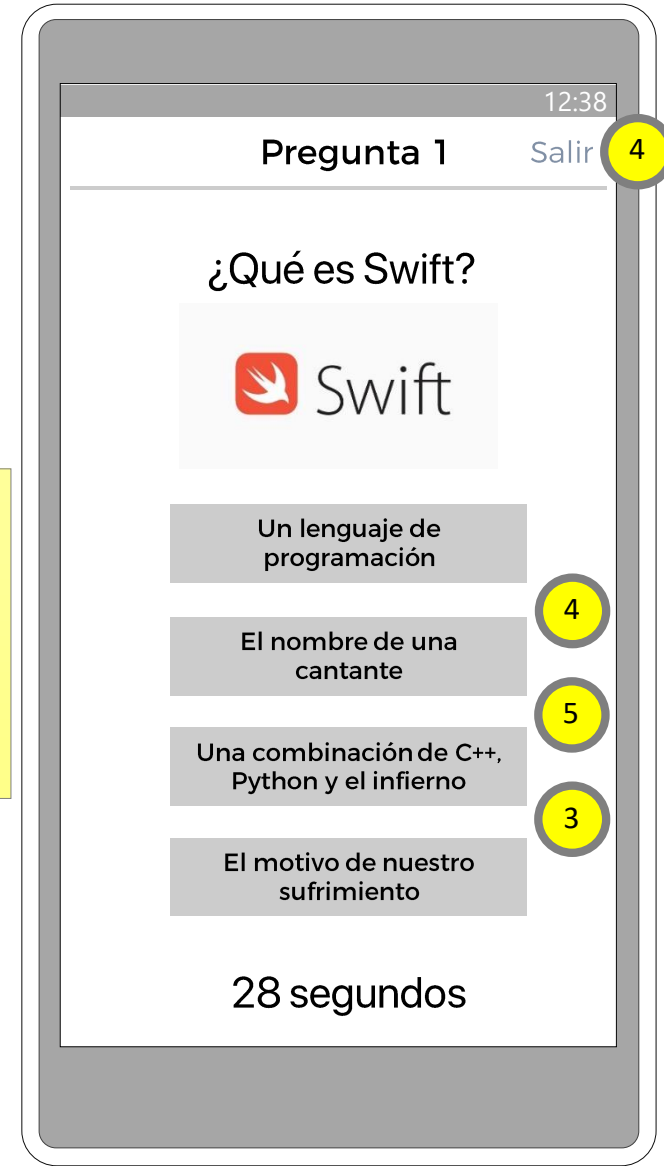 12:38
Pregunta 1
Salir
4
¿Qué es Swift?
Swift
Un lenguaje de
programación
4
El nombre de una
cantante
5
Una combinación de C++,
Python y el infierno
3
El motivo de nuestro
sufrimiento
28 segundos